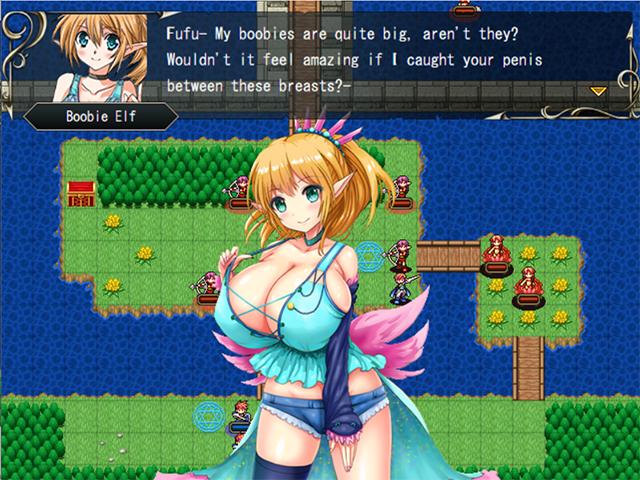 Fufu- My boobies are quite big, aren't they?
Wouldn't it feel amazing if I caught your penis
between these breasts?-
Boobie Elf